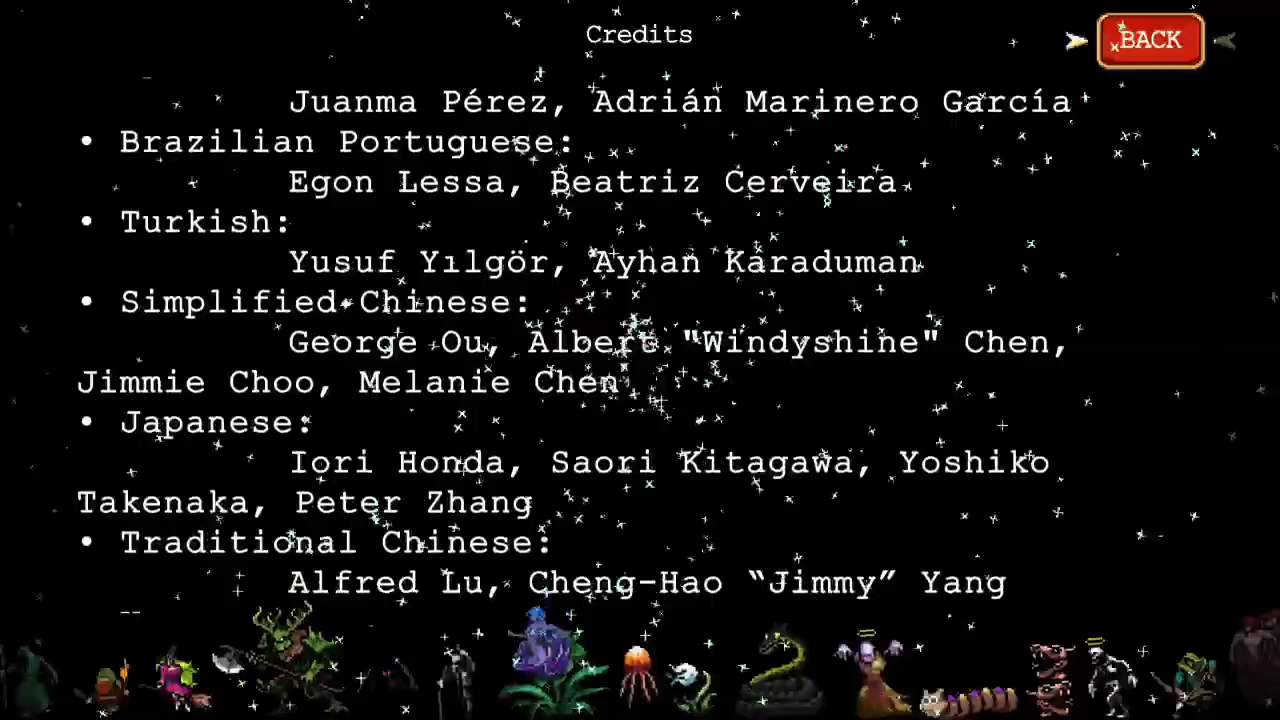 Credits
BACK
Juanma Pérez, Adrián Marinero García
• Brazilian Portuguese:
Egon Lessa, Beatriz Cerveira
• Turkish:
Yusuf Yılgör, Ayhan Karaduman
• Simplified Chinese:
George Ou, Albert "Windyshine" Chen,
Jimmie Choo, Melanie Chen
• Japanese:
Iori Honda, Saori Kitagawa, Yoshiko
Takenaka, Peter Zhang
• Traditional Chinese:
Alfred Lu, Cheng-Hao “Jimmy” Yang